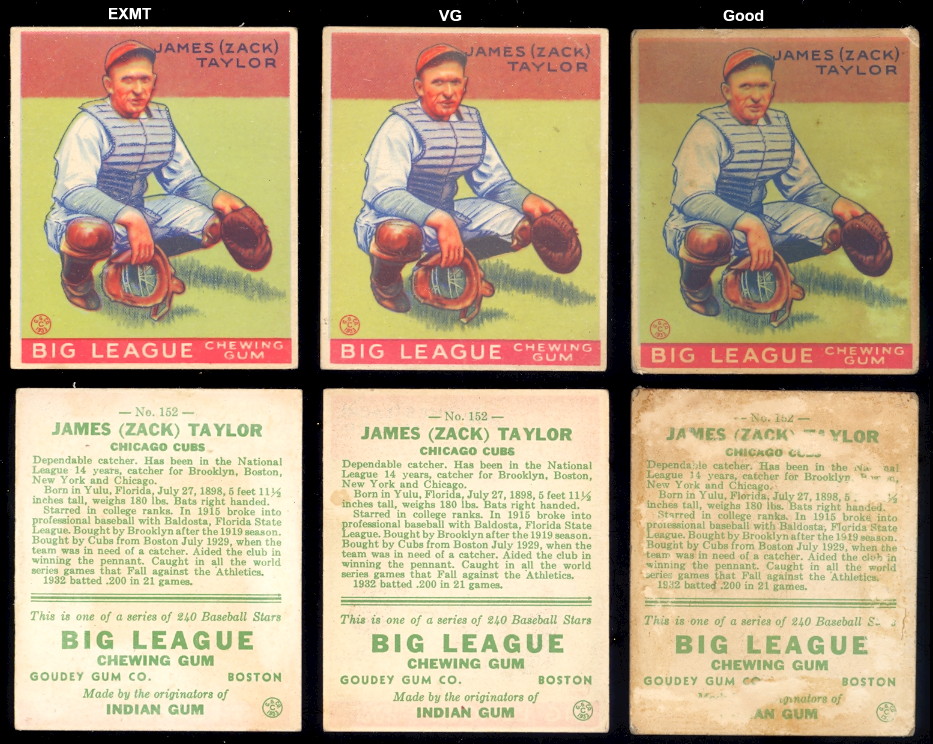 EXMT
VG
Good
JAMES (ZACK)
TAYLOR
BIG LEAGUE CHEWING
GUM
JAMES (ZACK)
TAYLOR
BIG LEAGUE CHEWING
GUM
JAMES (ZACK)
TAYLOR
BIG LEAGUE CHEWING
GUM
— No. 152 —
JAMES (ZACK) TAYLOR
CHICAGO CUBS
Dependable catcher. Has been in the National
League 14 years, catcher for Brooklyn, Boston,
New York and Chicago.
Born in Yulu, Florida, July 27, 1898, 5 feet 11½
inches tall, weighs 180 lbs. Bats right handed.
Starred in college ranks. In 1915 broke into
professional baseball with Baldosta, Florida State
League. Bought by Brooklyn after the 1919 season.
Bought by Cubs from Boston July 1929, when the
team was in need of a catcher. Aided the club in
winning the pennant. Caught in all the world
series games that Fall against the Athletics.
1932 batted .200 in 21 games.
This is one of a series of 240 Baseball Stars
BIG LEAGUE
CHEWING GUM
GOUDEY GUM CO. BOSTON
Made by the originators of
INDIAN GUM
— No. 152 —
JAMES (ZACK) TAYLOR
CHICAGO CUBS
Dependable catcher. Has been in the National
League 14 years, catcher for Brooklyn, Boston,
New York and Chicago.
Born in Yulu, Florida, July 27, 1898, 5 feet 11½
inches tall, weighs 180 lbs. Bats right handed.
Starred in college ranks. In 1915 broke into
professional baseball with Baldosta, Florida State
League. Bought by Brooklyn after the 1919 season.
Bought by Cubs from Boston July 1929, when the
team was in need of a catcher. Aided the club in
winning the pennant. Caught in all the world
series games that Fall against the Athletics.
1932 batted .200 in 21 games.
This is one of a series of 240 Baseball Stars
BIG LEAGUE
CHEWING GUM
GOUDEY GUM CO. BOSTON
Made by the originators of
INDIAN GUM
No. 152
JAMES (ZACK) TAYLOR
CHICAGO CUBS
Dependable catcher. Has been in the
League 14 years, catcher for Brooklyn,
New York and Chicago.
Born in Yulu, Florida, July 27, 1898, 5
inches tall, weighs 180 lbs. Bats right handed.
Starred in college ranks. In 1915 broke into
professional baseball with Baldosta, Florida State
League. Bought by Brooklyn after the 1919 season.
Bought by Cubs from Boston July 1929, when the
team was in need of a catcher. Aided the club in
winning the pennant. Caught in all the world
series games that Fall against the Athletics.
1932 batted .200 in 21 games.
This is one of a series of 240 Baseball
BIG LEAGUE
CHEWING GUM
GOUDEY GUM BOSTON
of
GUM